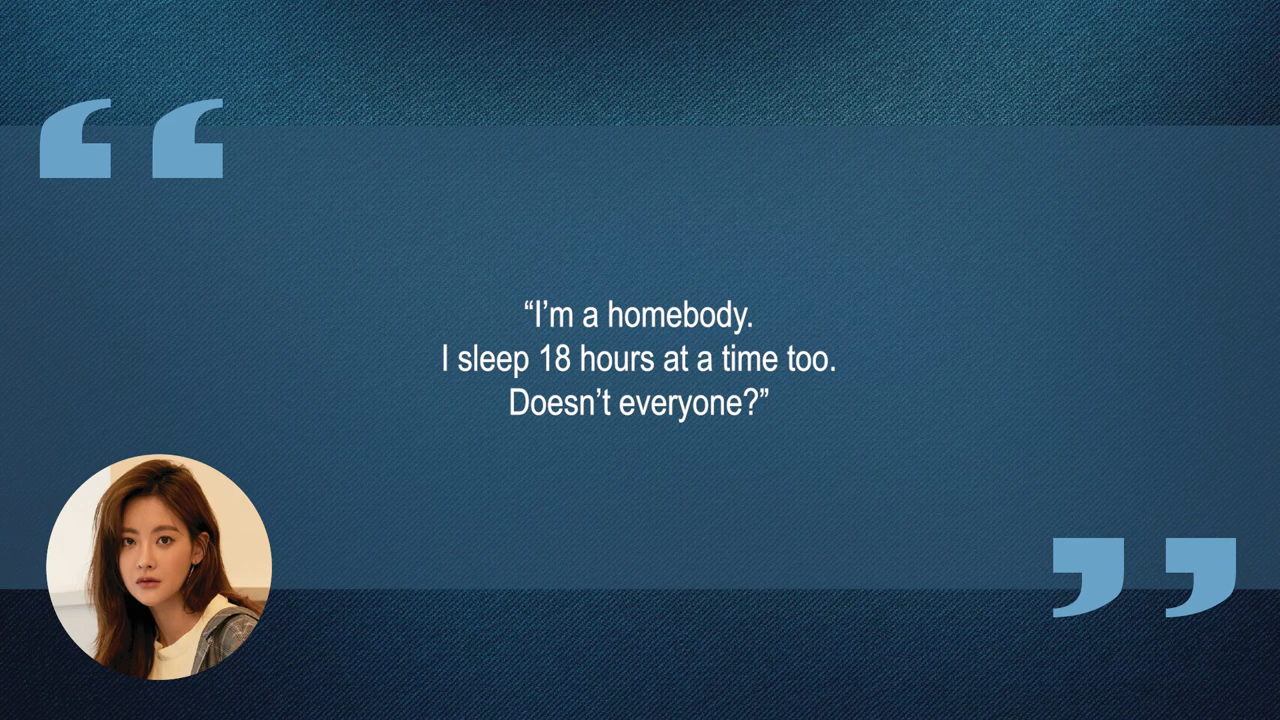 “I’m a homebody.
I sleep 18 hours at a time too.
Doesn’t everyone?”